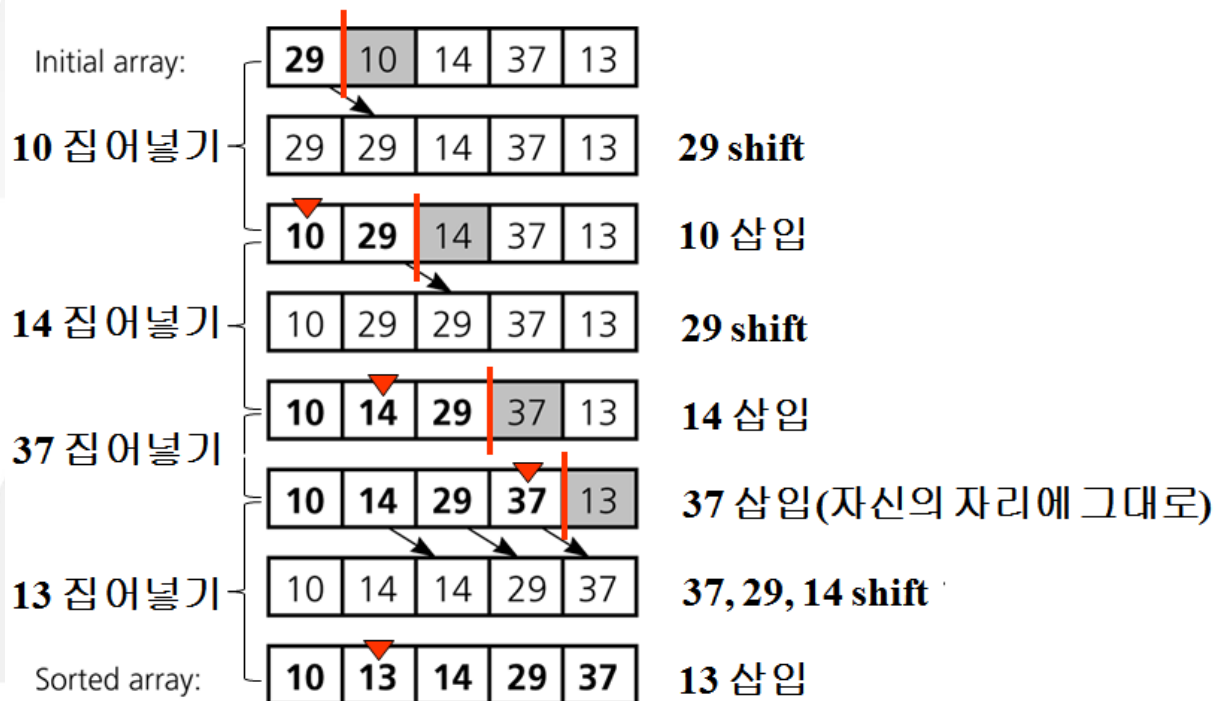 Initial array: 29 10 14 37 13
10 집어넣기 29 29 14 37 13 29 shift
10 29 14 37 13 10 삽입
14 집어넣기 10 29 29 37 13 29 shift
10 14 29 37 13 14 삽입
37 집어넣기
10 14 29 37 13 37 삽입(자신의 자리에 그대로)
13 집어넣기 10 14 14 29 37 37, 29, 14 shift
Sorted array: 10 13 14 29 37 13 삽입